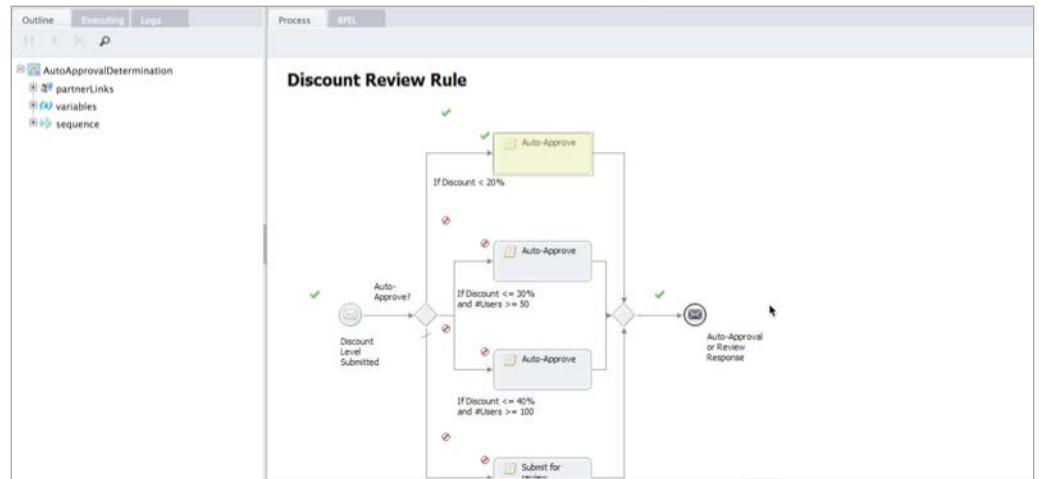 Outline Executing Logs
Process BPEL
AutoApprovalDetermination
partnerLinks
(x) variables
sequence
Discount Review Rule
Auto-Approve
If Discount < 20%
Auto-Approve
Auto-
Approve?
If Discount <= 30%
and #Users >= 50
Discount
Level
Submitted
Auto-Approval
or Review
Response
Auto-Approve
If Discount <= 40%
and #Users >= 100
Submit for
review